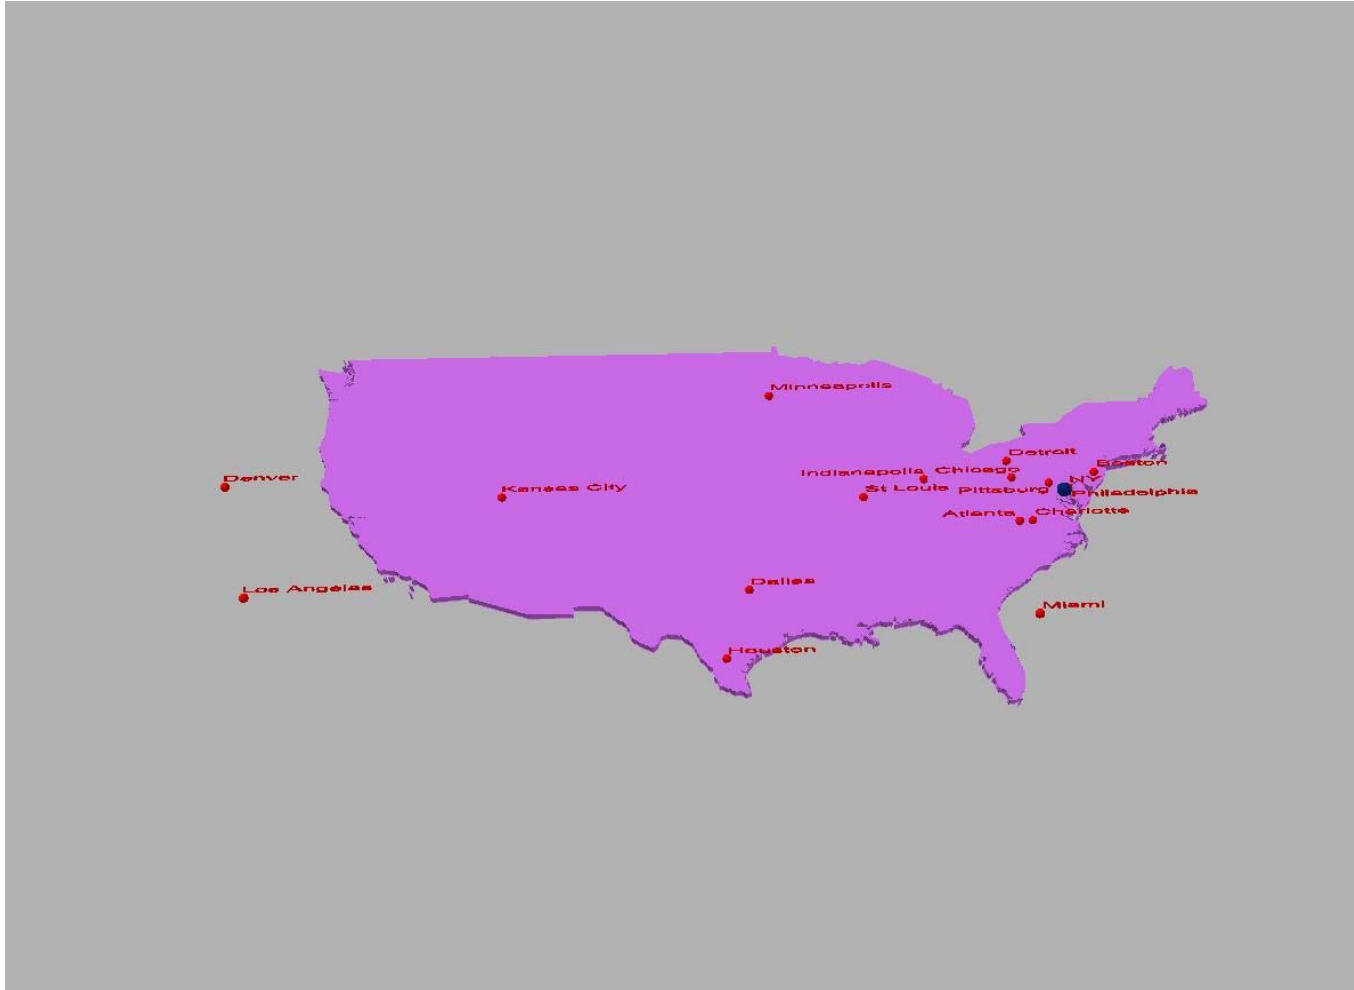 Minneapolis
Detroit
Boston
Indianapolis
Chicago
Denver
Kansas City
St Louis
Pittsburg
NY
Philadelphia
Atlanta
Charlotte
Dallas
Los Angeles
Miami
Houston